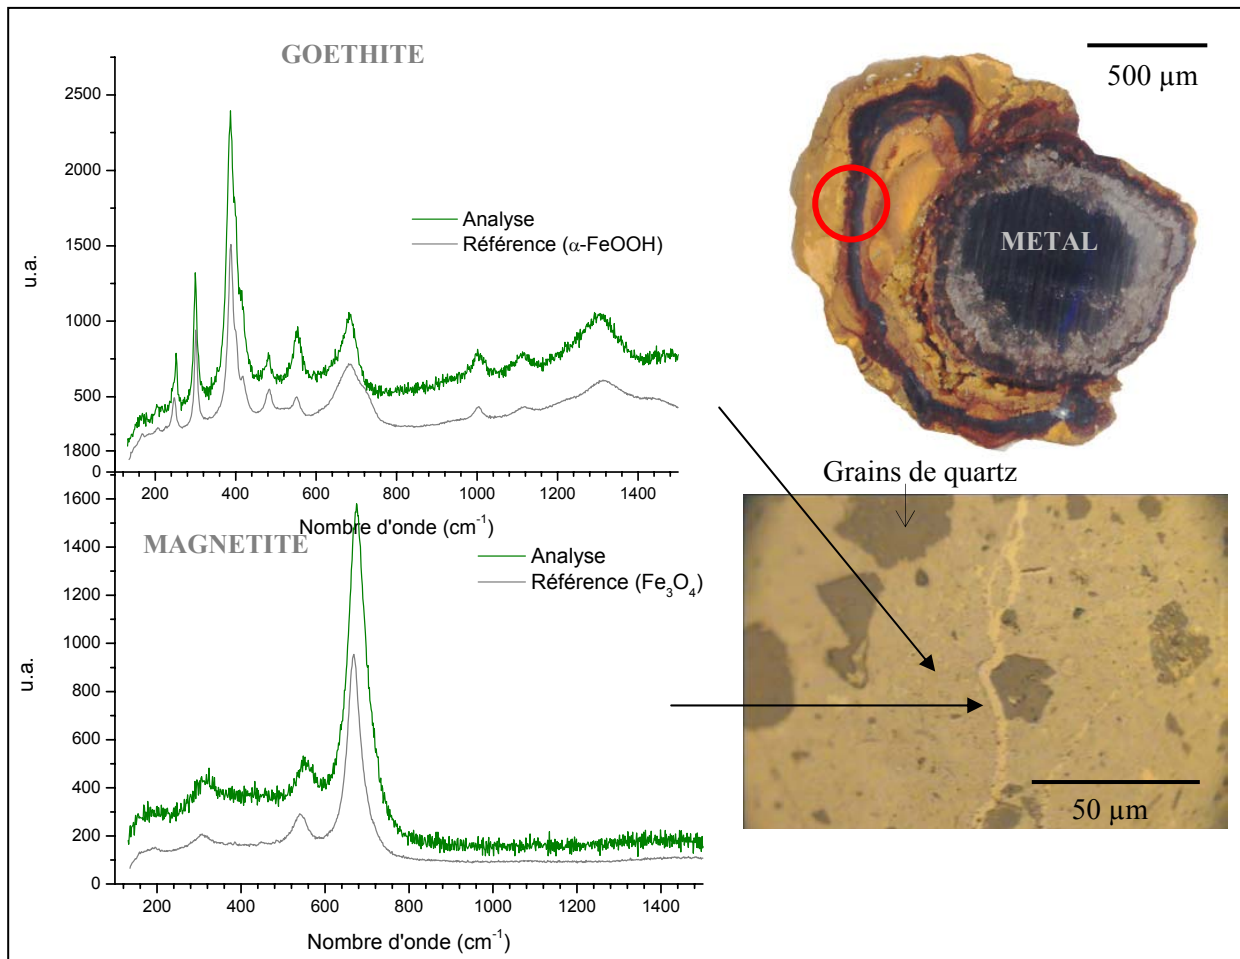 GOETHITE
2500
2000
1500
1000
500
0
u.a.
Analyse
Référence (α-FeOOH)
200 400 600 800 1000 1200 1400
Nombre d'onde (cm⁻¹)
500 µm
METAL
1800
1600
1400
1200
1000
800
600
400
200
0
u.a.
MAGNETITE
Analyse
Référence (Fe₃O₄)
200 400 600 800 1000 1200 1400
Nombre d'onde (cm⁻¹)
Grains de quartz
50 µm